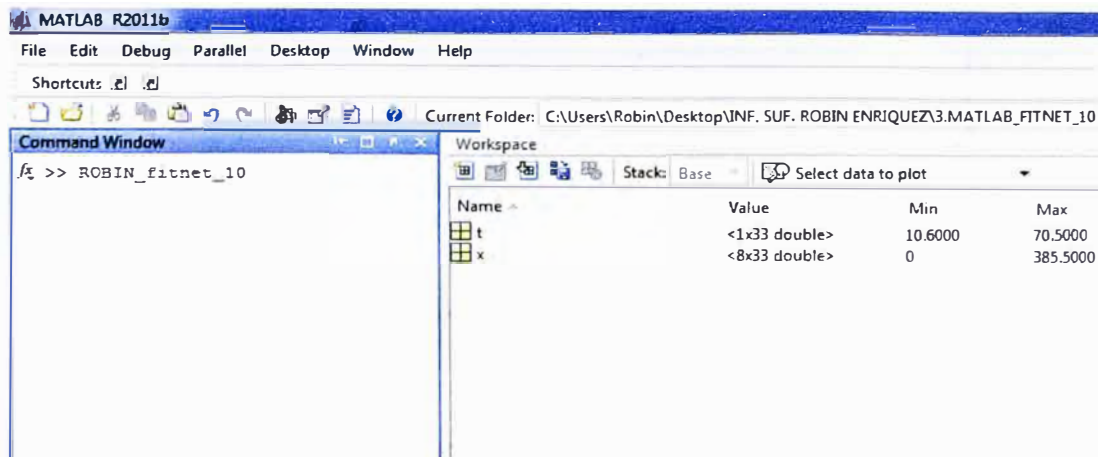 MATLAB R2011b
File Edit Debug Parallel Desktop Window Help
Shortcuts
Current Folder: C:\Users\Robin\Desktop\INF. SUF. ROBIN ENRIQUEZ\3.MATLAB_FITNET_10
Command Window
fx >> ROBIN_fitnet_10
Workspace
Stack: Base Select data to plot
Name Value Min Max
t <1x33 double> 10.6000 70.5000
x <8x33 double> 0 385.5000